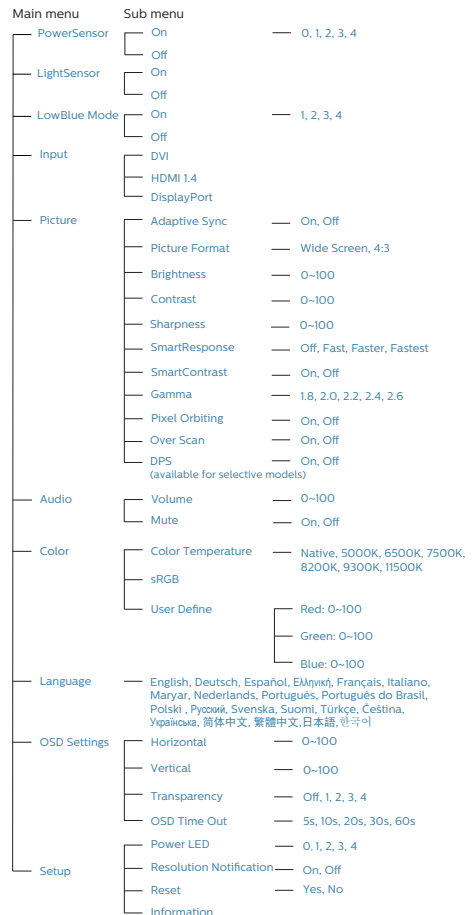 Main menu Sub menu
PowerSensor On 0, 1, 2, 3, 4
Off
LightSensor On
Off
LowBlue Mode On 1, 2, 3, 4
Off
Input DVI
HDMI 1.4
DisplayPort
Picture Adaptive Sync On, Off
Picture Format Wide Screen, 4:3
Brightness 0~100
Contrast 0~100
Sharpness 0~100
SmartResponse Off, Fast, Faster, Fastest
SmartContrast On, Off
Gamma 1.8, 2.0, 2.2, 2.4, 2.6
Pixel Orbiting On, Off
Over Scan On, Off
DPS On, Off
(available for selective models)
Audio Volume 0~100
Mute On, Off
Color Color Temperature Native, 5000K, 6500K, 7500K,
8200K, 9300K, 11500K
sRGB
User Define Red: 0~100
Green: 0~100
Blue: 0~100
Language English, Deutsch, Español, Ελληνική, Français, Italiano,
Maryar, Nederlands, Português, Português do Brasil,
Polski , Русский, Svenska, Suomi, Türkçe, Čeština,
Українська, 简体中文, 繁體中文,日本語,한국어
OSD Settings Horizontal 0~100
Vertical 0~100
Transparency Off, 1, 2, 3, 4
OSD Time Out 5s, 10s, 20s, 30s, 60s
Power LED 0, 1, 2, 3, 4
Setup Resolution Notification On, Off
Reset Yes, No
Information